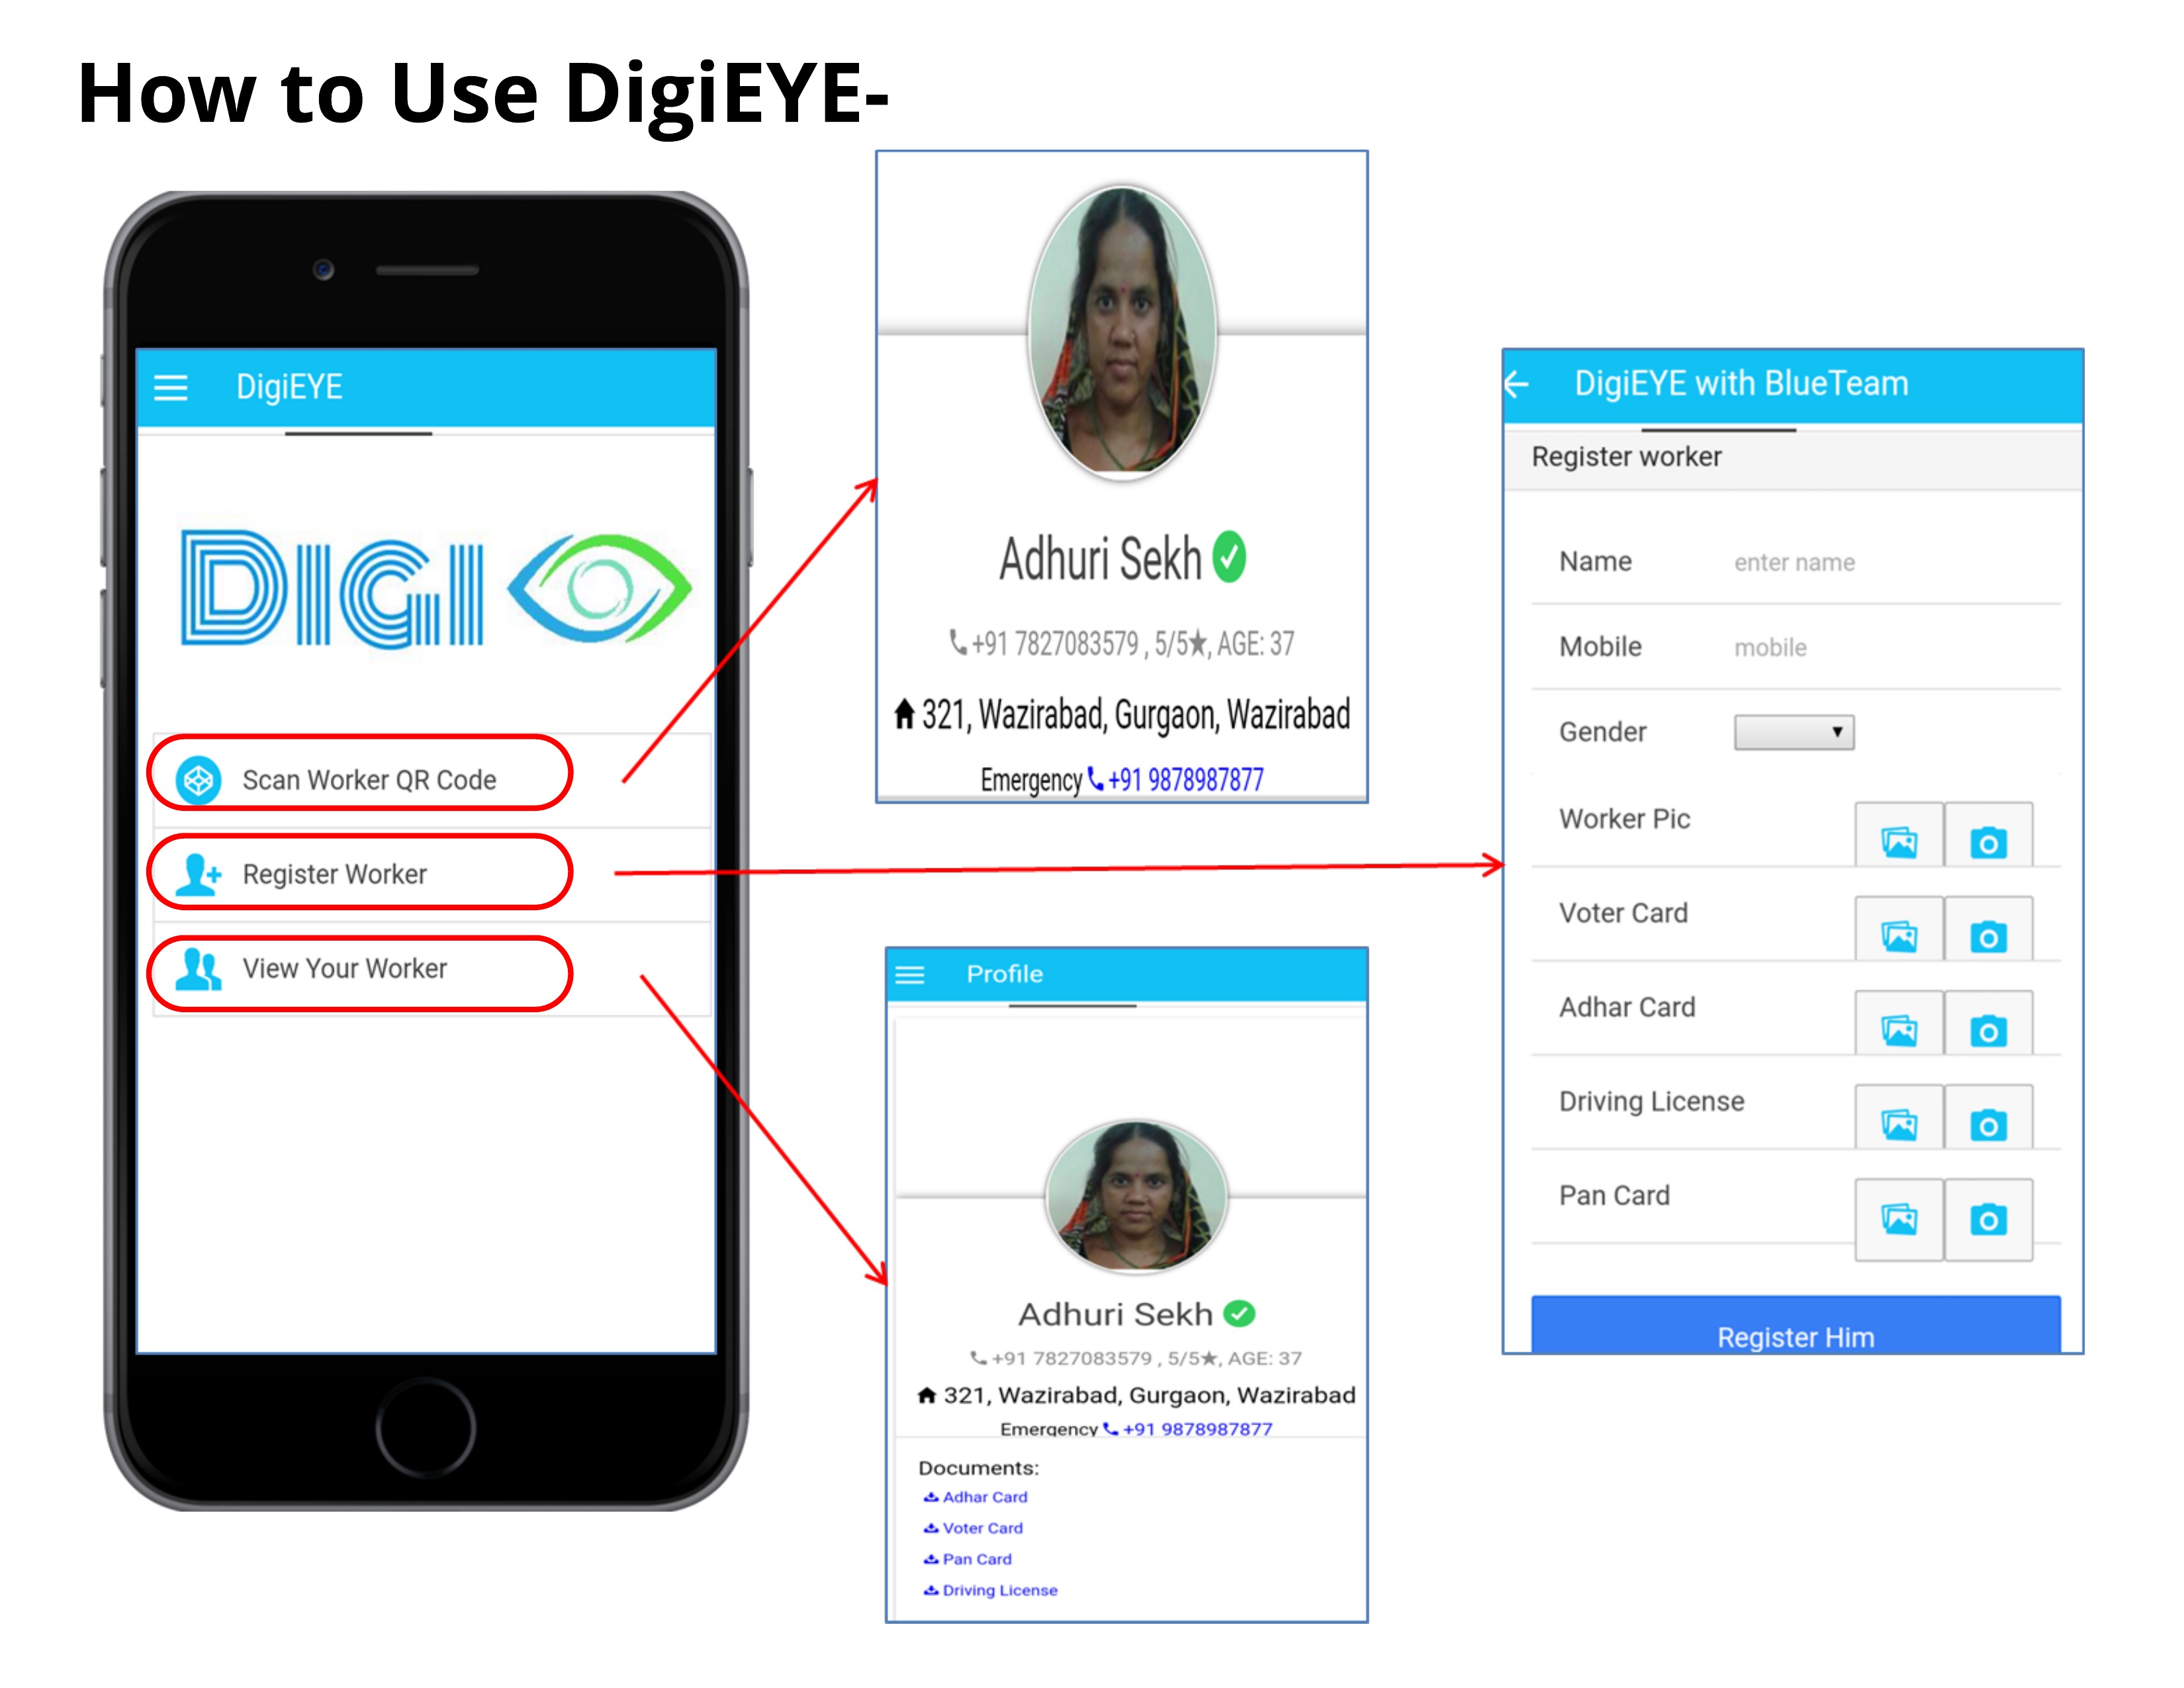 How to Use DigiEYE-
DigiEYE
DIGI
Scan Worker QR Code
Register Worker
View Your Worker
Adhuri Sekh
+91 7827083579 , 5/5★, AGE: 37
321, Wazirabad, Gurgaon, Wazirabad
Emergency +91 9878987877
Profile
Adhuri Sekh
+91 7827083579 , 5/5★, AGE: 37
321, Wazirabad, Gurgaon, Wazirabad
Emergency +91 9878987877
Documents:
Adhar Card
Voter Card
Pan Card
Driving License
DigiEYE with BlueTeam
Register worker
Name enter name
Mobile mobile
Gender
Worker Pic
Voter Card
Adhar Card
Driving License
Pan Card
Register Him